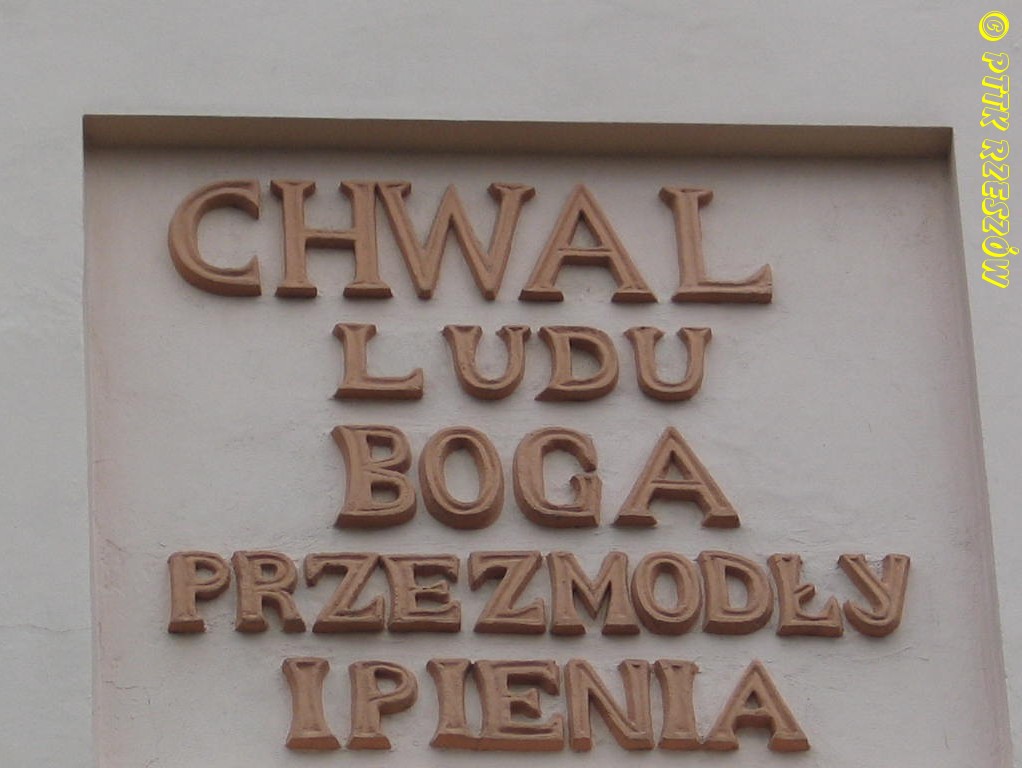 CHWAL
LUDU
BOGA
PRZEZ MODŁY
I PIENIA
© PTTK RZESZÓW